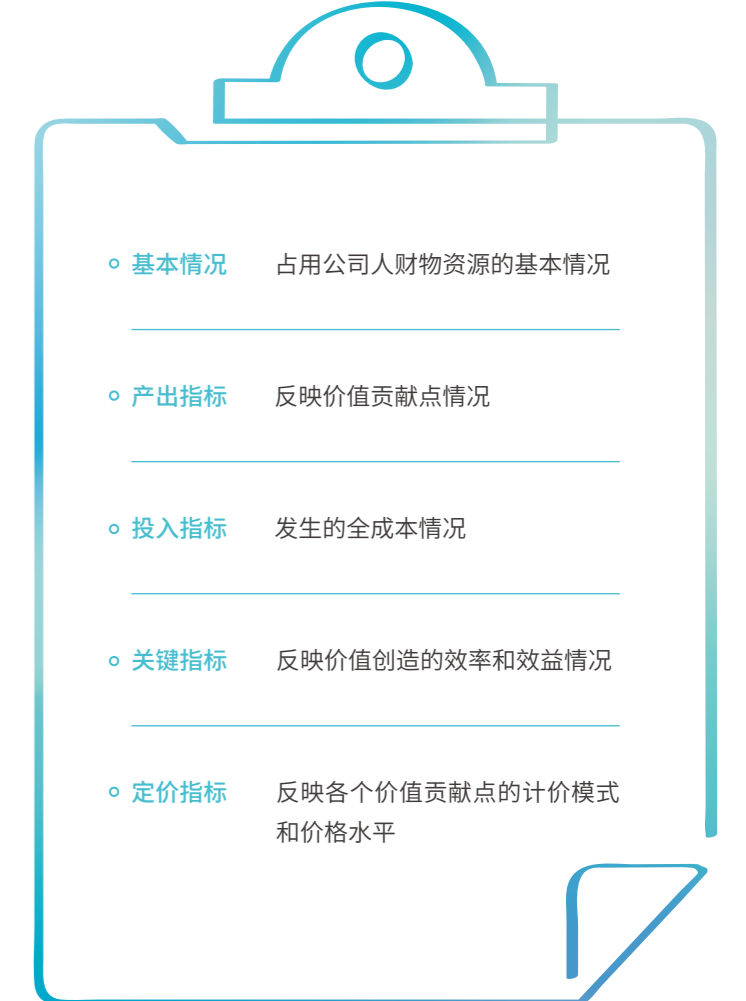 基本情况 占用公司人财物资源的基本情况
产出指标 反映价值贡献点情况
投入指标 发生的全成本情况
关键指标 反映价值创造的效率和效益情况
定价指标 反映各个价值贡献点的计价模式
和价格水平